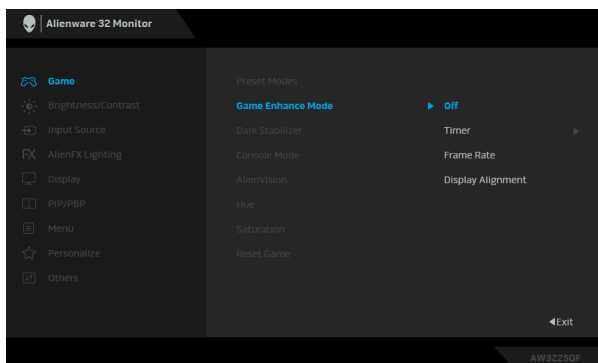 Alienware 32 Monitor
Game
Brightness/Contrast
Input Source
FX AlienFX Lighting
Display
PIP/PBP
Menu
Personalize
Others
Preset Modes
Game Enhance Mode
Dark Stabilizer
Console Mode
AlienVision
Hue
Saturation
Reset Game
Off
Timer
Frame Rate
Display Alignment
Exit
AW3225QF